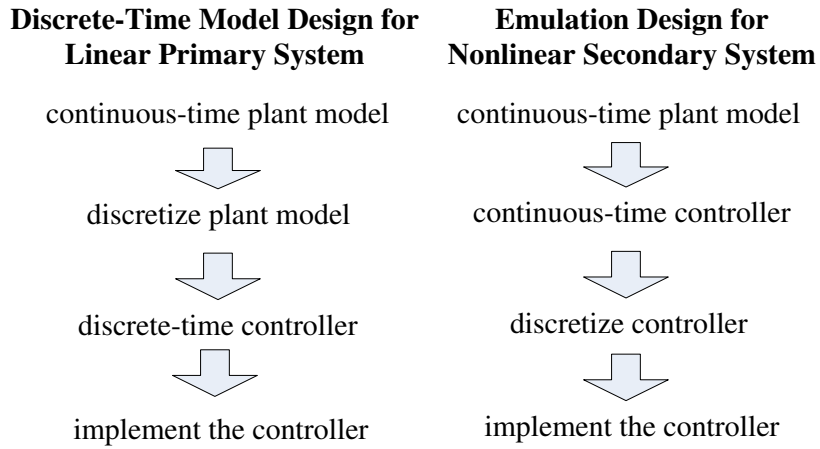 Discrete-Time Model Design for
Linear Primary System
continuous-time plant model
discretize plant model
discrete-time controller
implement the controller
Emulation Design for
Nonlinear Secondary System
continuous-time plant model
continuous-time controller
discretize controller
implement the controller